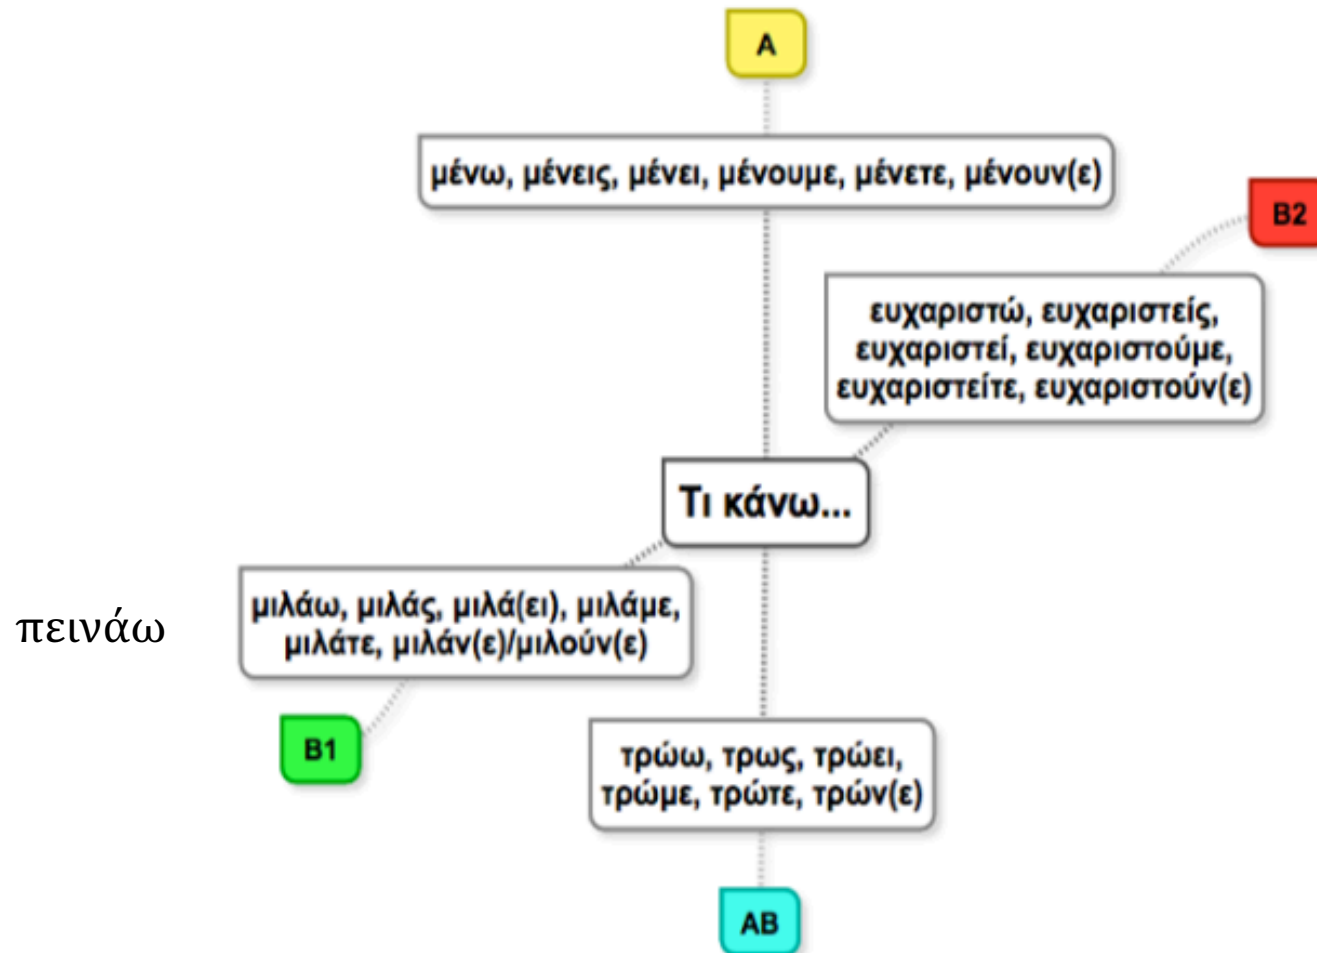 A
μένω, μένεις, μένει, μένουμε, μένετε, μένουν(ε)
B2
ευχαριστώ, ευχαριστείς,
ευχαριστεί, ευχαριστούμε,
ευχαριστείτε, ευχαριστούν(ε)
Τι κάνω...
πεινάω
μιλάω, μιλάς, μιλά(ει), μιλάμε,
μιλάτε, μιλάν(ε)/μιλούν(ε)
B1
τρώω, τρως, τρώει,
τρώμε, τρώτε, τρών(ε)
AB